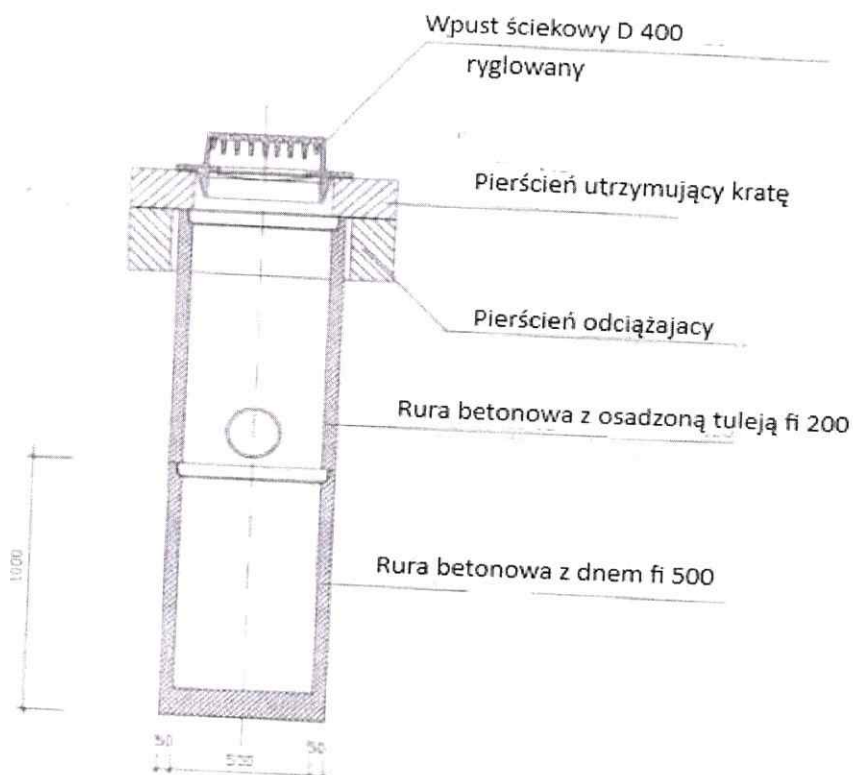 Wpust ściekowy D 400
ryglowany
Pierścień utrzymujący kratę
Pierścień odciążajacy
Rura betonowa z osadzoną tuleją fi 200
Rura betonowa z dnem fi 500
1000
50
500
50